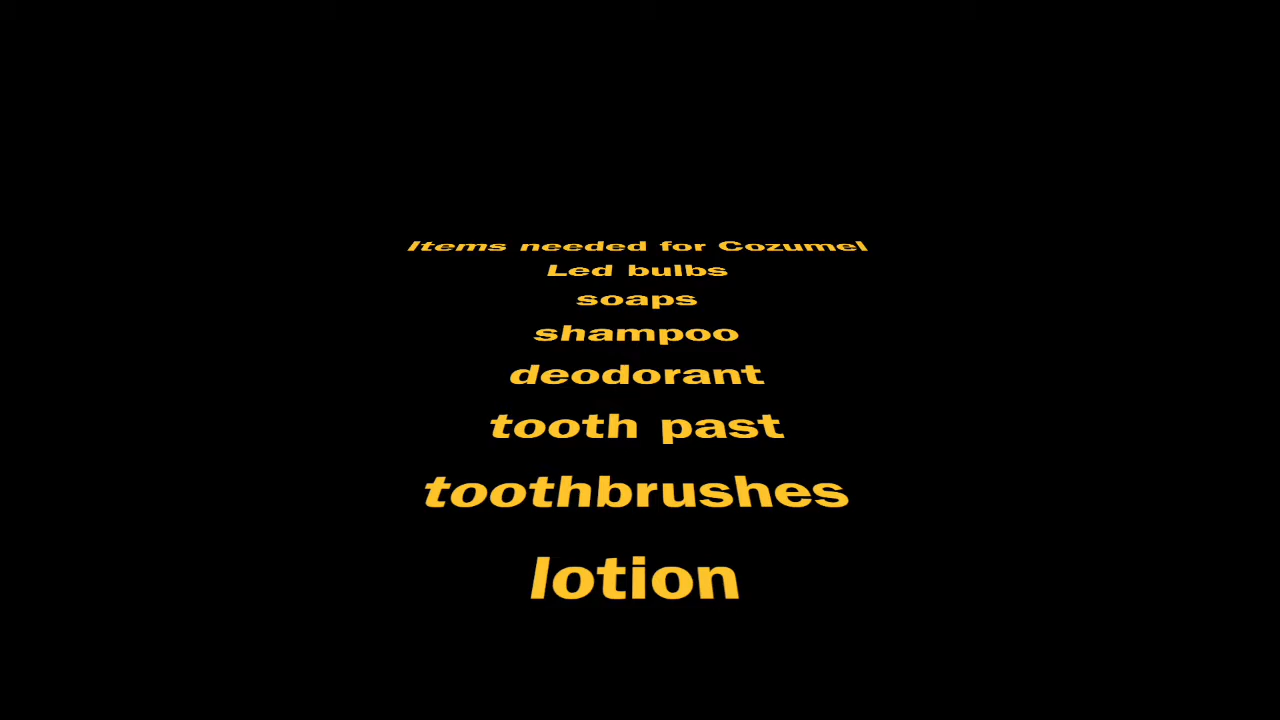 Items needed for Cozumel
Led bulbs
soaps
shampoo
deodorant
tooth past
toothbrushes
lotion